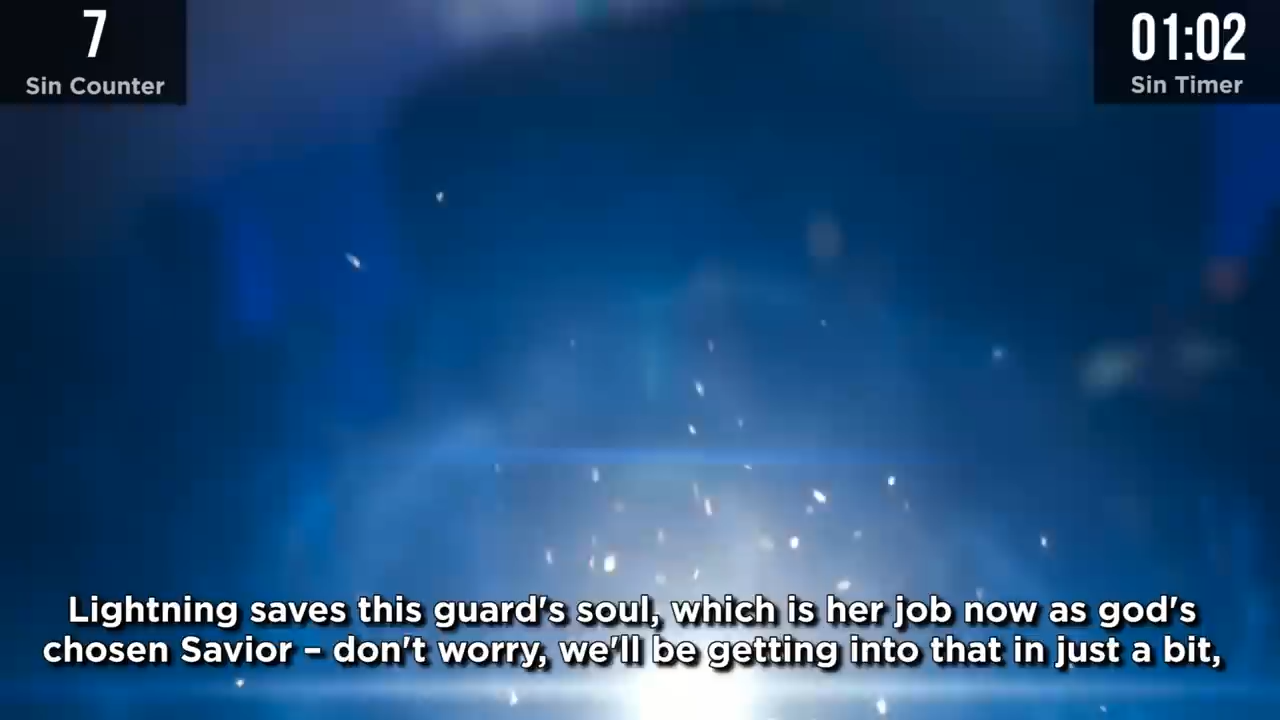 7
Sin Counter
01:02
Sin Timer
Lightning saves this guard's soul, which is her job now as god's
chosen Savior – don't worry, we'll be getting into that in just a bit,